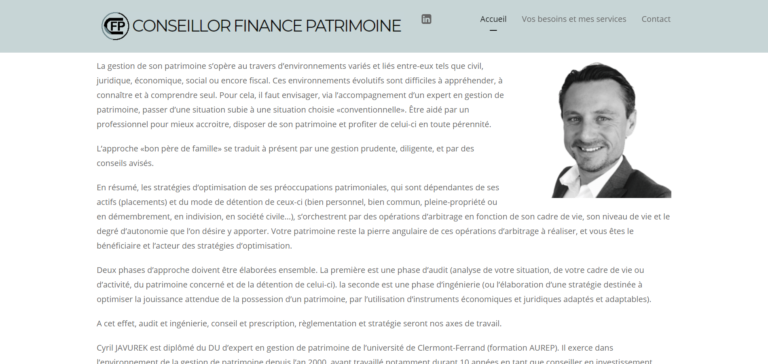 CFP CONSEILLOR FINANCE PATRIMOINE
in
Accueil
Vos besoins et mes services
Contact
La gestion de son patrimoine s'opère au travers d'environnements variés et liés entre-eux tels que civil,
juridique, économique, social ou encore fiscal. Ces environnements évolutifs sont difficiles à appréhender, à
connaître et à comprendre seul. Pour cela, il faut envisager, via l'accompagnement d'un expert en gestion de
patrimoine, passer d'une situation subie à une situation choisie «conventionnelle». Être aidé par un
professionnel pour mieux accroitre, disposer de son patrimoine et profiter de celui-ci en toute pérennité.
L'approche «bon père de famille» se traduit à présent par une gestion prudente, diligente, et par des
conseils avisés.
En résumé, les stratégies d'optimisation de ses préoccupations patrimoniales, qui sont dépendantes de ses
actifs (placements) et du mode de détention de ceux-ci (bien personnel, bien commun, pleine-propriété ou
en démembrement, en indivision, en société civile...), s'orchestrent par des opérations d'arbitrage en fonction de son cadre de vie, son niveau de vie et le
degré d'autonomie que l'on désire y apporter. Votre patrimoine reste la pierre angulaire de ces opérations d'arbitrage à réaliser, et vous êtes le
bénéficiaire et l'acteur des stratégies d'optimisation.
Deux phases d'approche doivent être élaborées ensemble. La première est une phase d'audit (analyse de votre situation, de votre cadre de vie ou
d'activité, du patrimoine concerné et de la détention de celui-ci). la seconde est une phase d'ingénierie (ou l'élaboration d'une stratégie destinée à
optimiser la jouissance attendue de la possession d'un patrimoine, par l'utilisation d'instruments économiques et juridiques adaptés et adaptables).
A cet effet, audit et ingénierie, conseil et prescription, règlementation et stratégie seront nos axes de travail.
Cyril JAVUREK est diplômé du DU d'expert en gestion de patrimoine de l'université de Clermont-Ferrand (formation AUREP). Il exerce dans
l'environnement de la gestion de patrimoine depuis l'an 2000, ayant travaillé notamment durant 10 années en tant que conseiller en investissement